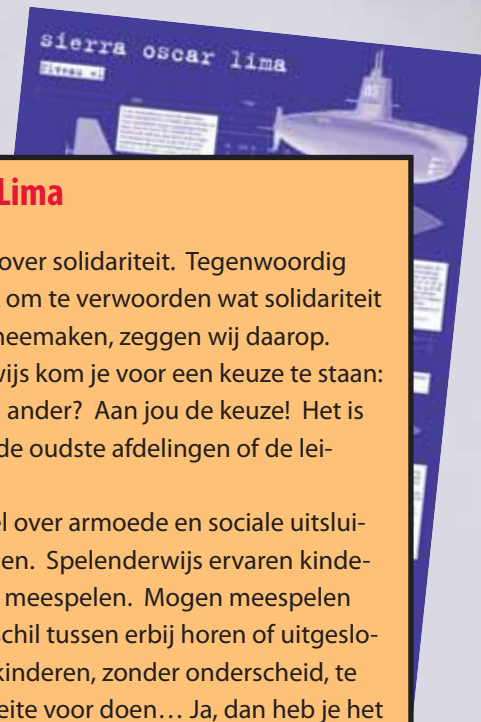 sierra oscar lima
Lima
over solidariteit. Tegenwoordig
om te verwoorden wat solidariteit
meemaken, zeggen wij daarop.
wijs kom je voor een keuze te staan:
ander? Aan jou de keuze! Het is
de oudste afdelingen of de lei-
el over armoede en sociale uitslui-
en. Spelenderwijs ervaren kinde-
meespelen. Mogen meespelen
schil tussen erbij horen of uitgeslo-
kinderen, zonder onderscheid, te
eite voor doen… Ja, dan heb je het